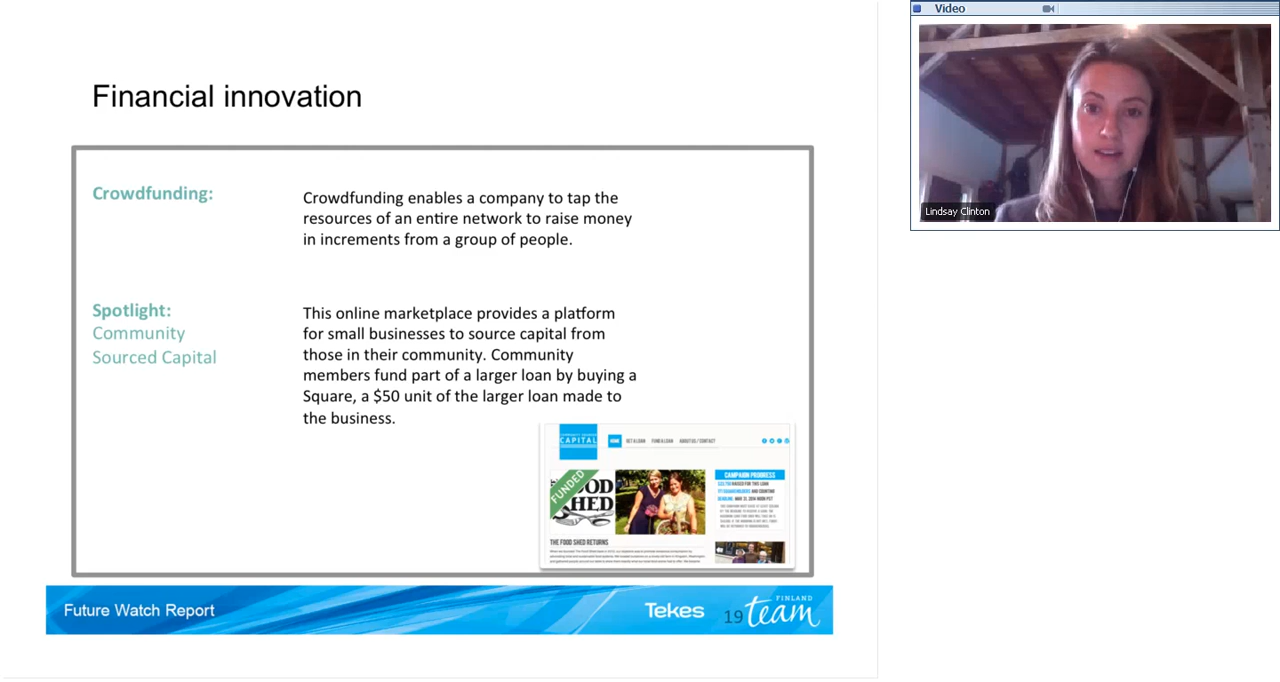 Video
Financial innovation
Lindsay Clinton
Crowdfunding:
Crowdfunding enables a company to tap the
resources of an entire network to raise money
in increments from a group of people.
Spotlight:
Community
Sourced Capital
This online marketplace provides a platform
for small businesses to source capital from
those in their community. Community
members fund part of a larger loan by buying a
Square, a $50 unit of the larger loan made to
the business.
CAPITAL
HOME GET A LOAN FUND A LOAN ABOUT US / CONTACT
FUNDED
CAMPAIGN PROGRESS
THE FOOD SHED RETURNS
Future Watch Report
Tekes
19
FINLAND
team